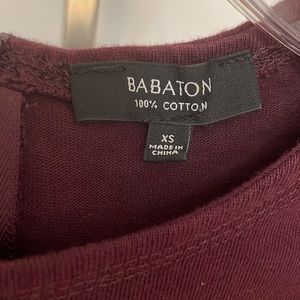 BABATON
100% COTTON
XS
MADE IN
CHINA